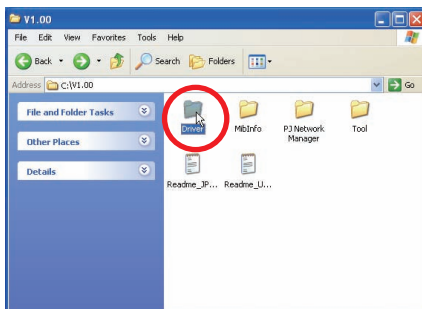 V1.00
File Edit View Favorites Tools Help
Back Search Folders
Address C:\V1.00 Go
File and Folder Tasks
Other Places
Details
Driver MibInfo PJ Network Manager Tool
Readme_JP... Readme_U...